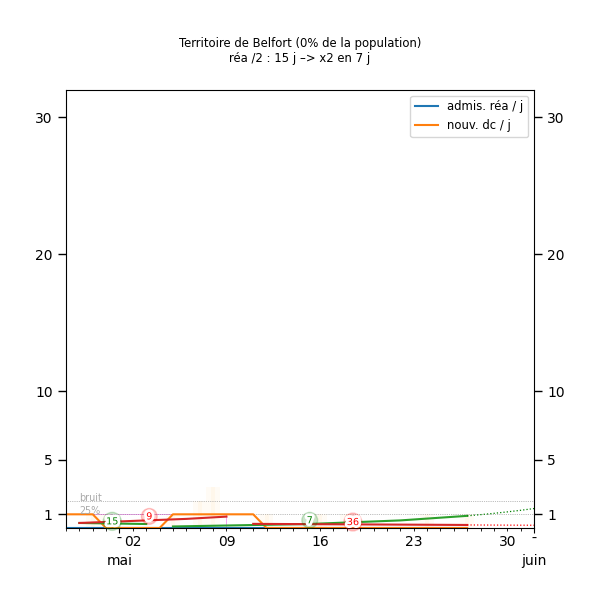 Territoire de Belfort (0% de la population)
réa /2 : 15 j –> x2 en 7 j
admis. réa / j
nouv. dc / j
30
30
20
20
10
10
5
5
bruit
25%
1
1
15
9
7
36
02
09
16
23
30
mai
juin